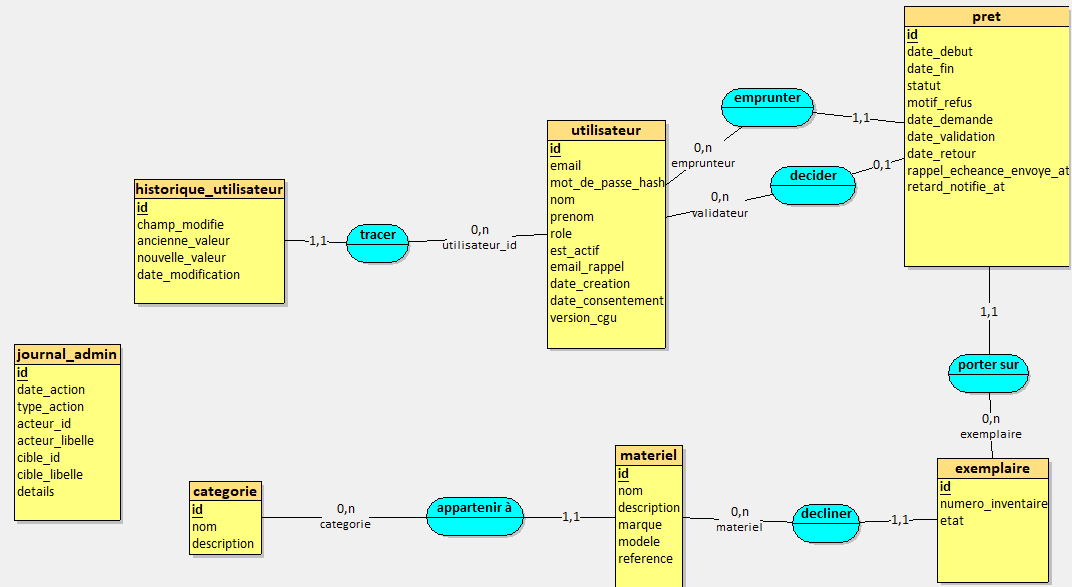 pret
id
date_debut
date_fin
statut
motif_refus
date_demande
date_validation
date_retour
rappel_echeance_envoye_at
retard_notifie_at
emprunter
1,1
0,n
emprunteur
decider
0,1
0,n
validateur
utilisateur
id
email
mot_de_passe_hash
nom
prenom
role
est_actif
email_rappel
date_creation
date_consentement
version_cgu
historique_utilisateur
id
champ_modifie
ancienne_valeur
nouvelle_valeur
date_modification
1,1
tracer
0,n
utilisateur_id
1,1
porter sur
0,n
exemplaire
journal_admin
id
date_action
type_action
acteur_id
acteur_libelle
cible_id
cible_libelle
details
categorie
id
nom
description
0,n
categorie
appartenir à
1,1
materiel
id
nom
description
marque
modele
reference
0,n
materiel
decliner
1,1
exemplaire
id
numero_inventaire
etat